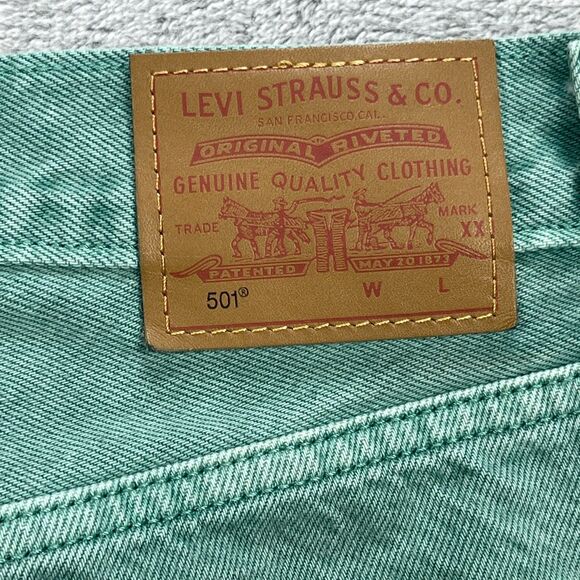 LEVI STRAUSS & CO.
SAN FRANCISCO, CAL.
ORIGINAL RIVETED
GENUINE QUALITY CLOTHING
TRADE MARK
XX
PATENTED MAY 20 1873
501® W L